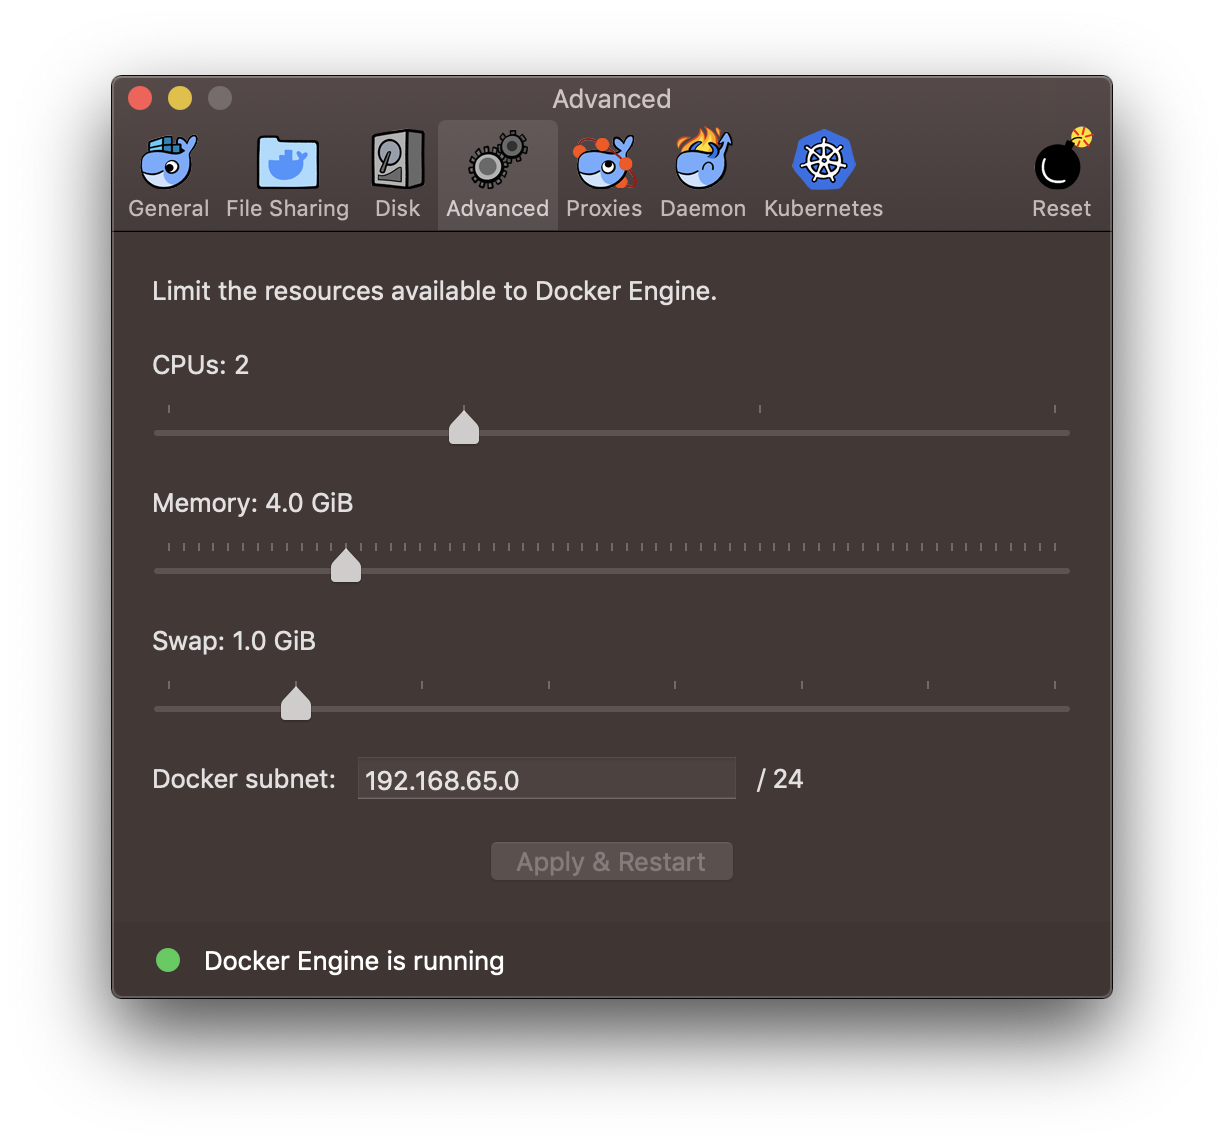 Advanced
General File Sharing Disk Advanced Proxies Daemon Kubernetes Reset
Limit the resources available to Docker Engine.
CPUs: 2
Memory: 4.0 GiB
Swap: 1.0 GiB
Docker subnet: 192.168.65.0 / 24
Apply & Restart
Docker Engine is running